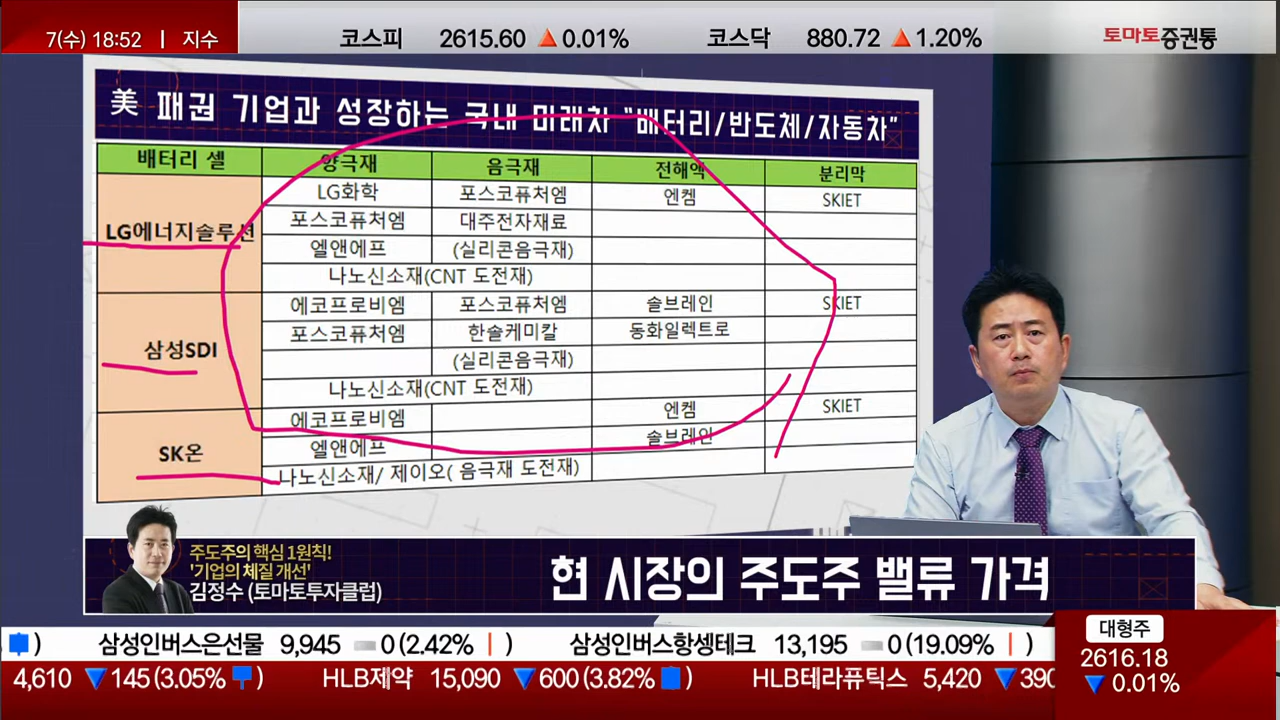 7(수) 18:52 | 지수
코스피 2615.60 ▲0.01% 코스닥 880.72 ▲1.20%
토마토증권통
美 패권 기업과 성장하는 국내 미래차 "배터리/반도체/자동차"
배터리 셀 양극재 음극재 전해액 분리막
LG에너지솔루션 LG화학 포스코퓨처엠 엔켐 SKIET
포스코퓨처엠 대주전자재료
엘앤에프 (실리콘음극재)
나노신소재(CNT 도전재)
삼성SDI 에코프로비엠 포스코퓨처엠 솔브레인 SKIET
포스코퓨처엠 한솔케미칼 동화일렉트로
(실리콘음극재)
나노신소재(CNT 도전재)
SK온 에코프로비엠 엔켐 SKIET
엘앤에프 솔브레인
나노신소재/ 제이오( 음극재 도전재)
주도주의 핵심 1원칙!
'기업의 체질 개선'
김정수 (토마토투자클럽)
현 시장의 주도주 밸류 가격
) 삼성인버스은선물 9,945 0(2.42% | ) 삼성인버스항셍테크 13,195 0(19.09% | )
4,610 ▼145(3.05% ) HLB제약 15,090 ▼600(3.82% ) HLB테라퓨틱스 5,420 ▼390
대형주
2616.18
▼ 0.01%